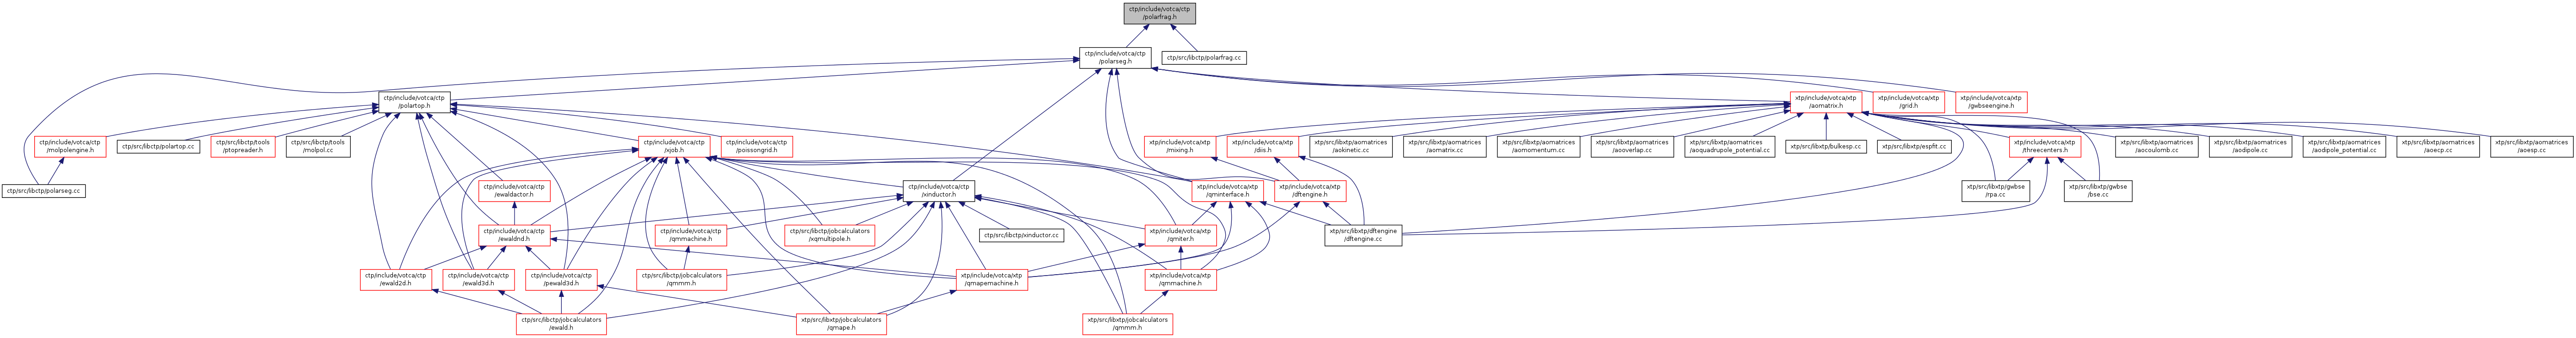 ctp/include/votca/ctp
/polarfrag.h
ctp/include/votca/ctp
/polarseg.h
ctp/src/libctp/polarfrag.cc
ctp/include/votca/ctp
/polartop.h
xtp/include/votca/xtp
/aomatrix.h
xtp/include/votca/xtp
/grid.h
xtp/include/votca/xtp
/gwbseengine.h
ctp/include/votca/ctp
/molpolengine.h
ctp/src/libctp/polartop.cc
ctp/src/libctp/tools
/ptopreader.h
ctp/src/libctp/tools
/molpol.cc
ctp/include/votca/ctp
/xjob.h
ctp/include/votca/ctp
/poissongrid.h
xtp/include/votca/xtp
/mixing.h
xtp/include/votca/xtp
/diis.h
xtp/src/libxtp/aomatrices
/aokinetic.cc
xtp/src/libxtp/aomatrices
/aomatrix.cc
xtp/src/libxtp/aomatrices
/aomomentum.cc
xtp/src/libxtp/aomatrices
/aooverlap.cc
xtp/src/libxtp/aomatrices
/aoquadrupole_potential.cc
xtp/src/libxtp/bulkesp.cc
xtp/src/libxtp/espfit.cc
xtp/include/votca/xtp
/threecenters.h
xtp/src/libxtp/aomatrices
/aocoulomb.cc
xtp/src/libxtp/aomatrices
/aodipole.cc
xtp/src/libxtp/aomatrices
/aodipole_potential.cc
xtp/src/libxtp/aomatrices
/aoecp.cc
xtp/src/libxtp/aomatrices
/aoesp.cc
ctp/src/libctp/polarseg.cc
ctp/include/votca/ctp
/ewaldactor.h
ctp/include/votca/ctp
/xinductor.h
xtp/include/votca/xtp
/qminterface.h
xtp/include/votca/xtp
/dftengine.h
xtp/src/libxtp/gwbse
/rpa.cc
xtp/src/libxtp/gwbse
/bse.cc
ctp/include/votca/ctp
/ewaldnd.h
ctp/include/votca/ctp
/qmmachine.h
ctp/src/libctp/jobcalculators
/xqmultipole.h
ctp/src/libctp/xinductor.cc
xtp/include/votca/xtp
/qmiter.h
xtp/src/libxtp/dftengine
/dftengine.cc
ctp/include/votca/ctp
/ewald2d.h
ctp/include/votca/ctp
/ewald3d.h
ctp/include/votca/ctp
/pewald3d.h
ctp/src/libctp/jobcalculators
/qmmm.h
xtp/include/votca/xtp
/qmapemachine.h
xtp/include/votca/xtp
/qmmachine.h
ctp/src/libctp/jobcalculators
/ewald.h
xtp/src/libxtp/jobcalculators
/qmape.h
xtp/src/libxtp/jobcalculators
/qmmm.h